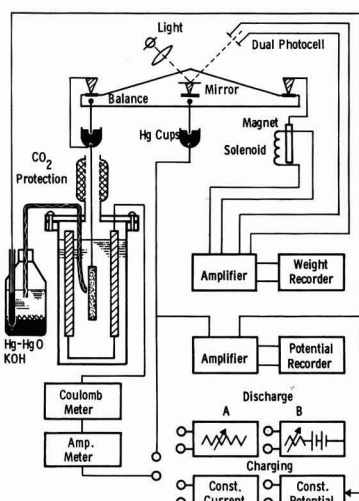 Light
Dual Photocell
Mirror
Balance
Hg Cups
Magnet
Solenoid
CO2
Protection
Amplifier
Weight
Recorder
Hg-HgO
KOH
Amplifier
Potential
Recorder
Coulomb
Meter
Amp.
Meter
Discharge
A
B
Charging
Const.
Current
Const.
Potential